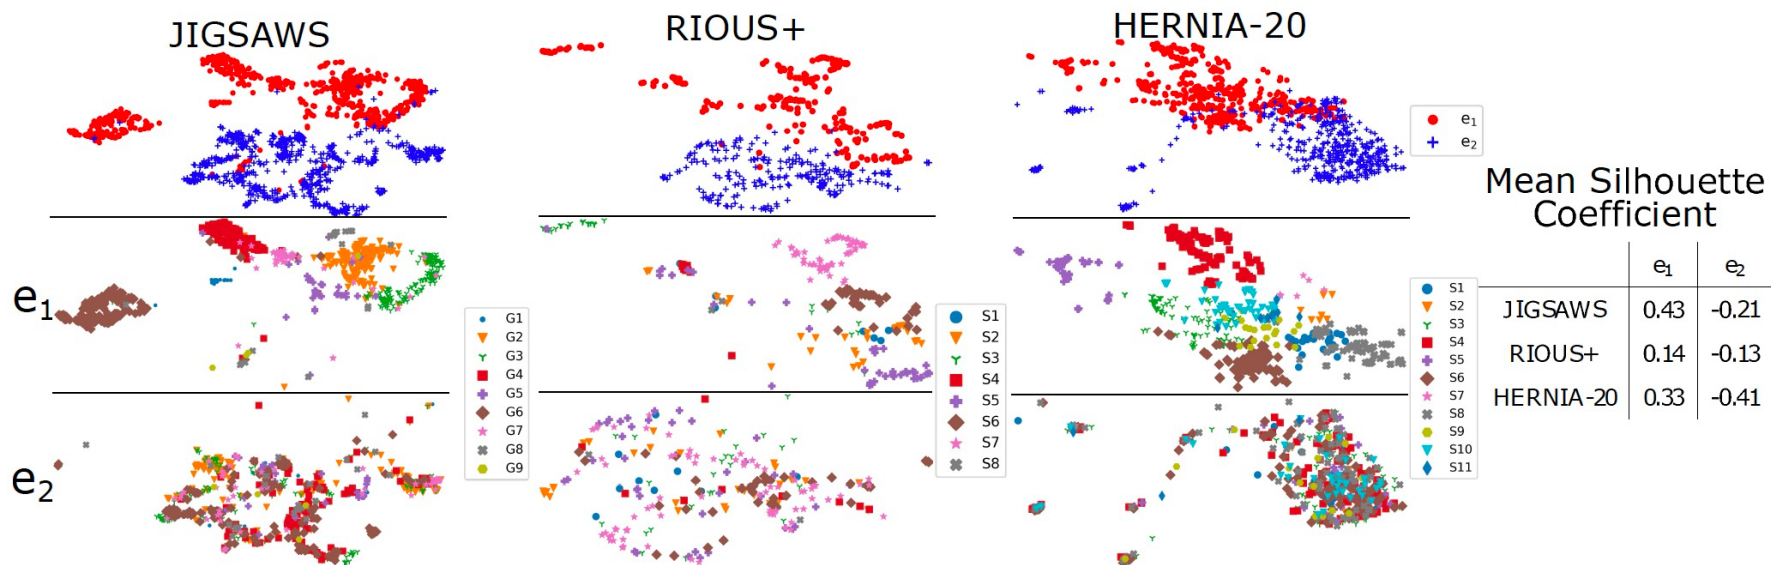 JIGSAWS
RIOUS+
HERNIA-20
e1
e2
Mean Silhouette
Coefficient
e1 e2
JIGSAWS 0.43 -0.21
RIOUS+ 0.14 -0.13
HERNIA-20 0.33 -0.41
e1
e2
G1
G2
G3
G4
G5
G6
G7
G8
G9
S1
S2
S3
S4
S5
S6
S7
S8
S1
S2
S3
S4
S5
S6
S7
S8
S9
S10
S11